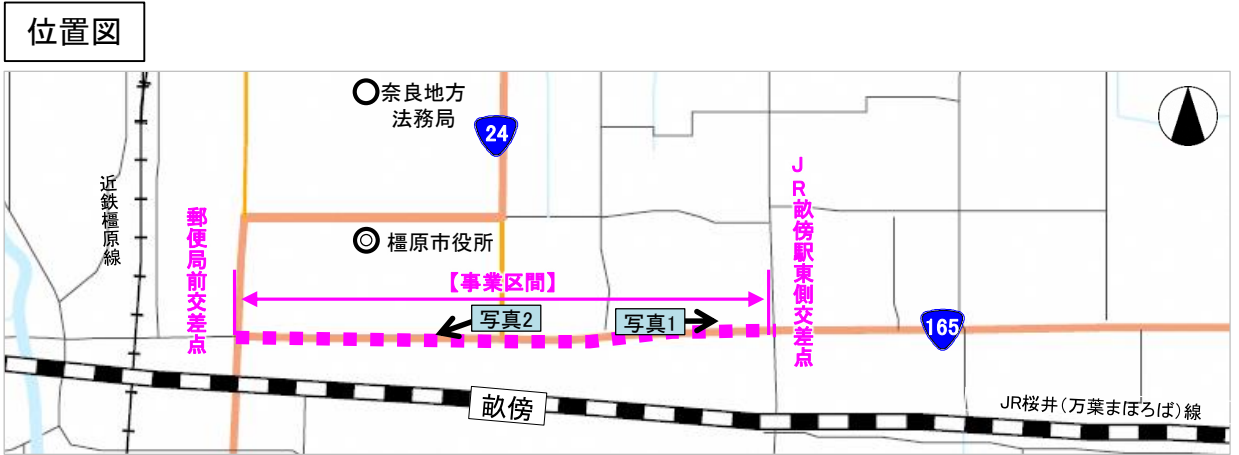 位置図
奈良地方
法務局
24
近鉄橿原線
郵便局前交差点
橿原市役所
JR畝傍駅東側交差点
【事業区間】
写真2
写真1
165
畝傍
JR桜井(万葉まほろば)線